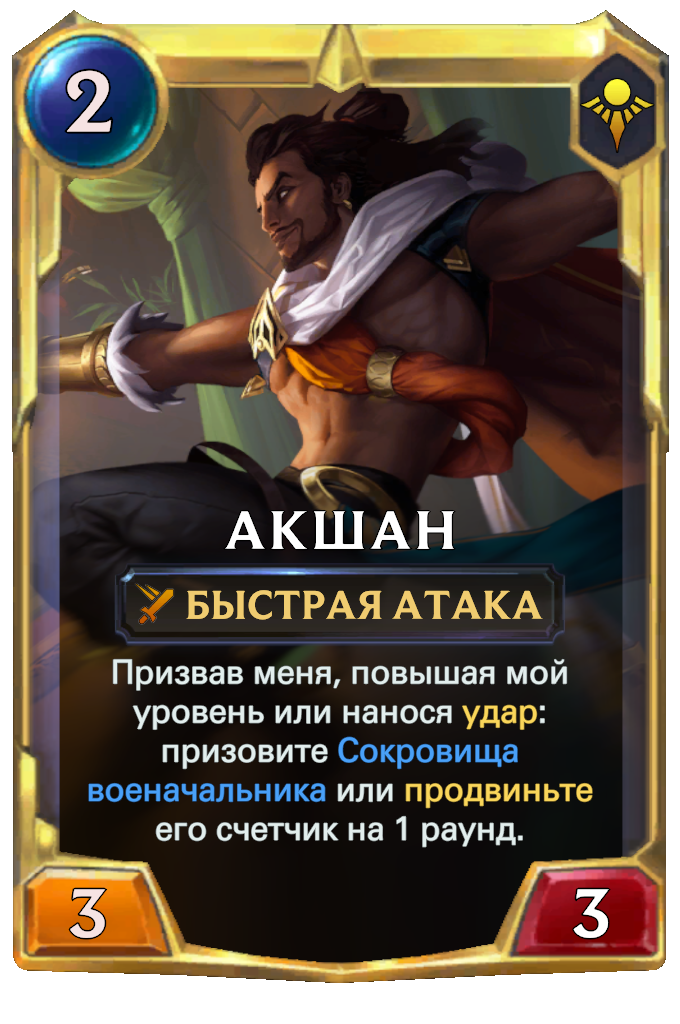 2
АКШАН
БЫСТРАЯ АТАКА
Призвав меня, повышая мой
уровень или нанося удар:
призовите Сокровища
военачальника или продвиньте
его счетчик на 1 раунд.
3 3